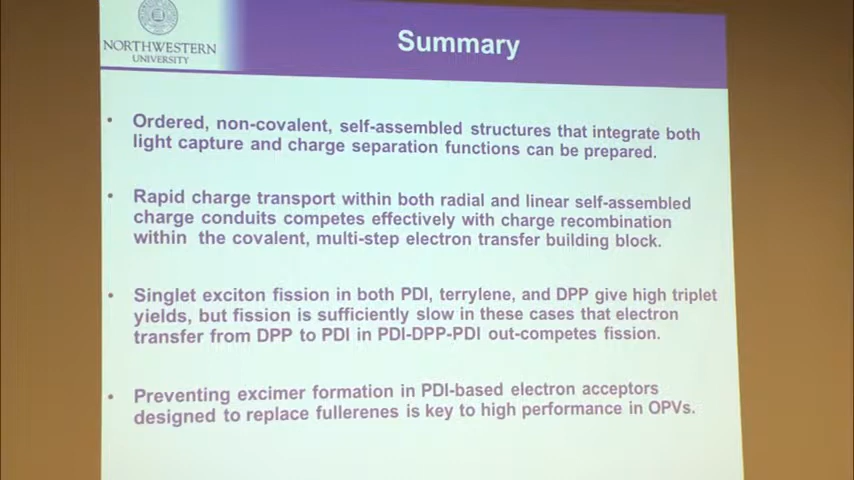 NORTHWESTERN
UNIVERSITY
Summary
• Ordered, non-covalent, self-assembled structures that integrate both
light capture and charge separation functions can be prepared.
• Rapid charge transport within both radial and linear self-assembled
charge conduits competes effectively with charge recombination
within the covalent, multi-step electron transfer building block.
• Singlet exciton fission in both PDI, terrylene, and DPP give high triplet
yields, but fission is sufficiently slow in these cases that electron
transfer from DPP to PDI in PDI-DPP-PDI out-competes fission.
• Preventing excimer formation in PDI-based electron acceptors
designed to replace fullerenes is key to high performance in OPVs.